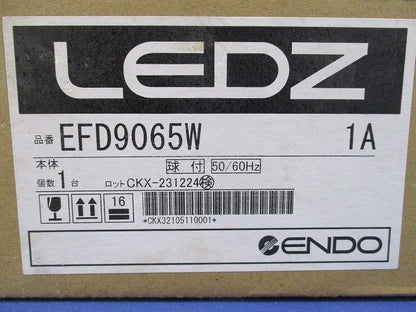 LEDZ
品番 EFD9065W 1A
本体 球付 50/60Hz
個数 1台 ロット CKX-231224 検
16
*CKX32105110001*
ENDO